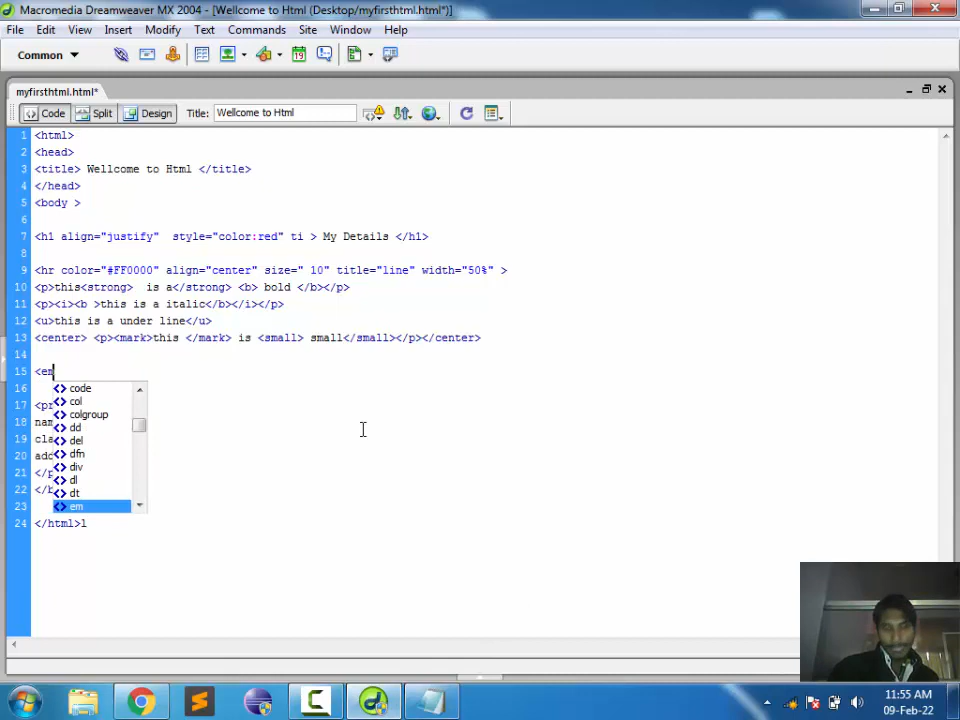 Macromedia Dreamweaver MX 2004 - [Wellcome to Html (Desktop/myfirsthtml.html*)]
File Edit View Insert Modify Text Commands Site Window Help
Common
myfirsthtml.html*
Code Split Design Title: Wellcome to Html
1 <html>
2 <head>
3 <title> Wellcome to Html </title>
4 </head>
5 <body >
6
7 <h1 align="justify" style="color:red" ti > My Details </h1>
8
9 <hr color="#FF0000" align="center" size=" 10" title="line" width="50%" >
10 <p>this<strong> is a</strong> <b> bold </b></p>
11 <p><i><b >this is a italic</b></i></p>
12 <u>this is a under line</u>
13 <center> <p><mark>this </mark> is <small> small</small></p></center>
14
15 <em
16 <> code
<> col
17 <pr <> colgroup
18 nam <> dd
19 cla <> del
<> dfn
20 add <> div
21 </p <> dl
22 </b <> dt
23 <> em
24 </html>l
11:55 AM
09-Feb-22